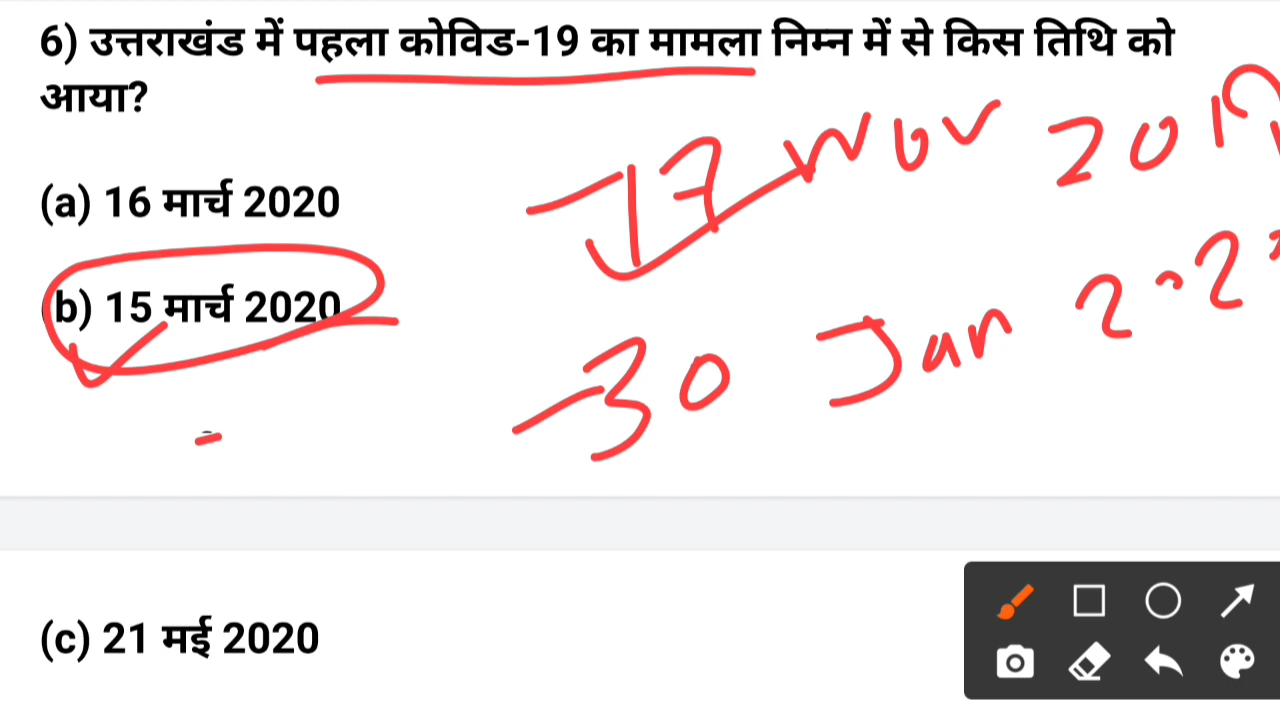 6) उत्तराखंड में पहला कोविड-19 का मामला निम्न में से किस तिथि को
आया?
17 Nov 2019
(a) 16 मार्च 2020
(b) 15 मार्च 2020
30 Jan 202
(c) 21 मई 2020